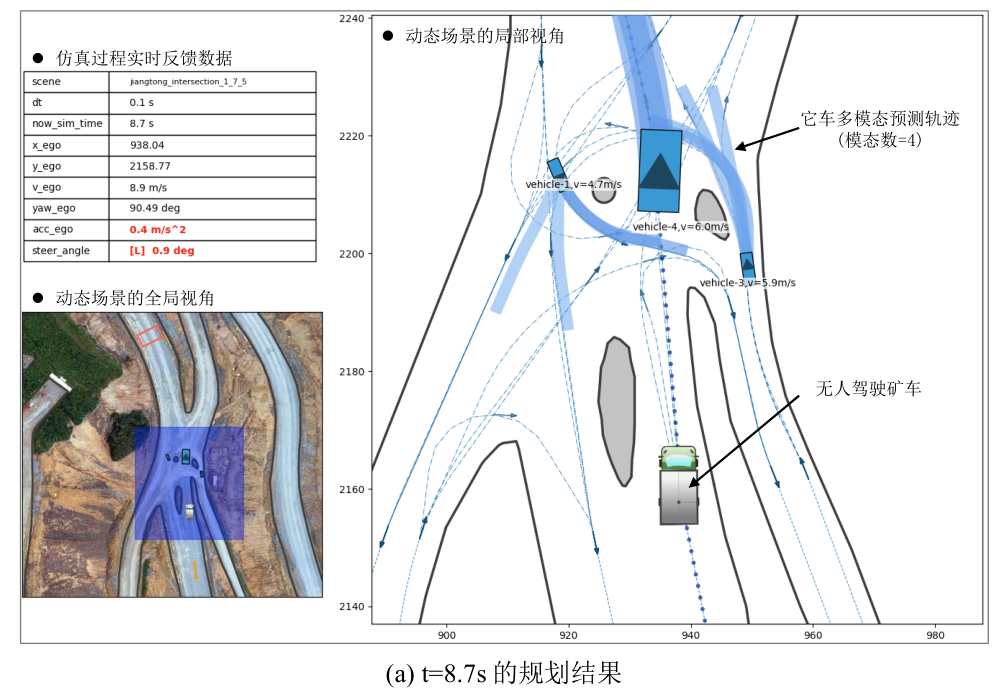 ● 仿真过程实时反馈数据
scene jiangtong_intersection_1_7_5
dt 0.1 s
now_sim_time 8.7 s
x_ego 938.04
y_ego 2158.77
v_ego 8.9 m/s
yaw_ego 90.49 deg
acc_ego 0.4 m/s^2
steer_angle [L] 0.9 deg
● 动态场景的全局视角
● 动态场景的局部视角
2240
2220
2200
2180
2160
2140
900 920 940 960 980
它车多模态预测轨迹
(模态数=4)
vehicle-1,v=4.7m/s
vehicle-4,v=6.0m/s
vehicle-3,v=5.9m/s
无人驾驶矿车
(a) t=8.7s 的规划结果